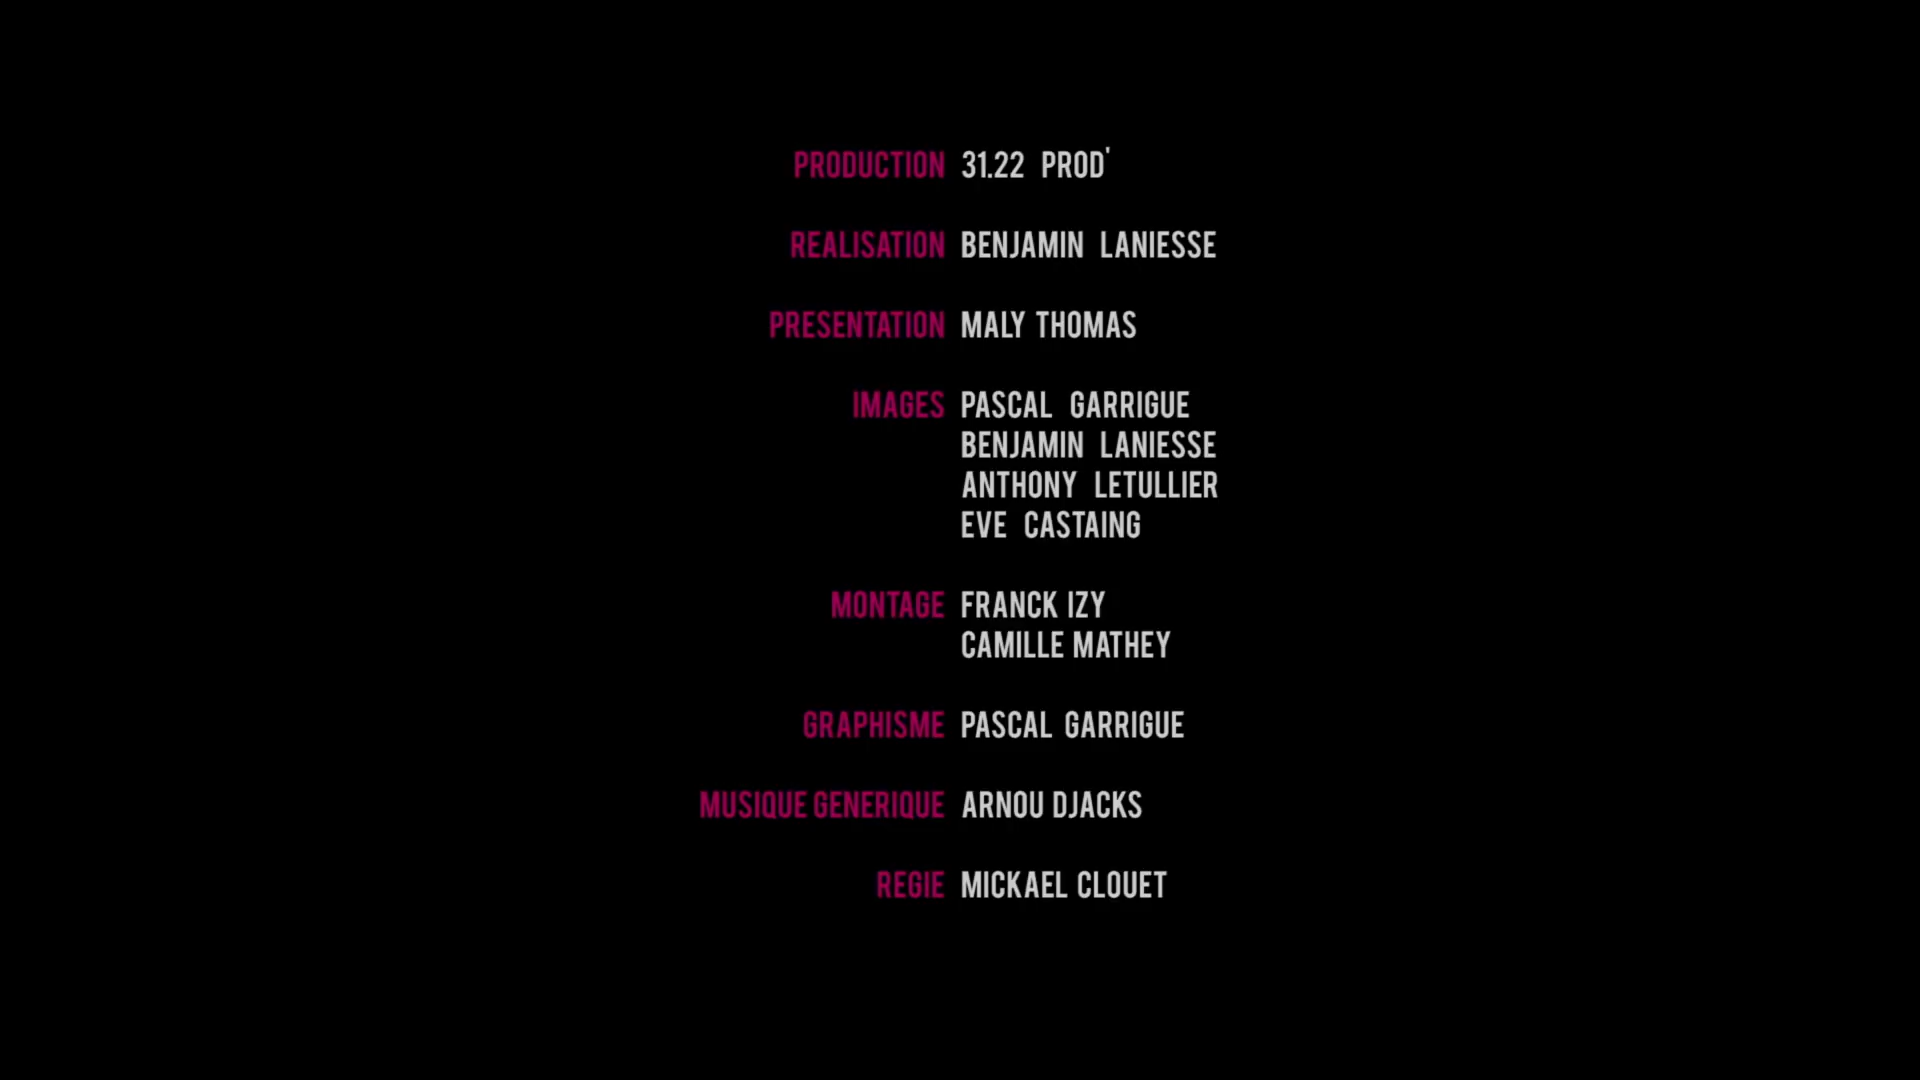 PRODUCTION 31.22 PROD'
REALISATION BENJAMIN LANIESSE
PRESENTATION MALY THOMAS
IMAGES PASCAL GARRIGUE
BENJAMIN LANIESSE
ANTHONY LETULLIER
EVE CASTAING
MONTAGE FRANCK IZY
CAMILLE MATHEY
GRAPHISME PASCAL GARRIGUE
MUSIQUE GENERIQUE ARNOU DJACKS
REGIE MICKAEL CLOUET